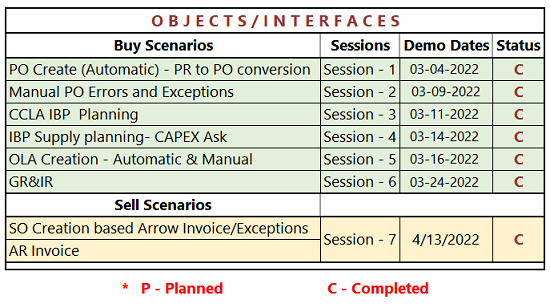 OBJECTS/INTERFACES
Buy Scenarios Sessions Demo Dates Status
PO Create (Automatic) - PR to PO conversion Session - 1 03-04-2022 C
Manual PO Errors and Exceptions Session - 2 03-09-2022 C
CCLA IBP  Planning Session - 3 03-11-2022 C
IBP Supply planning- CAPEX Ask Session - 4 03-14-2022 C
OLA Creation - Automatic & Manual Session - 5 03-16-2022 C
GR&IR Session - 6 03-24-2022 C
Sell Scenarios
SO Creation based Arrow Invoice/Exceptions
Session - 7 4/13/2022 C
AR Invoice
* P - Planned C - Completed